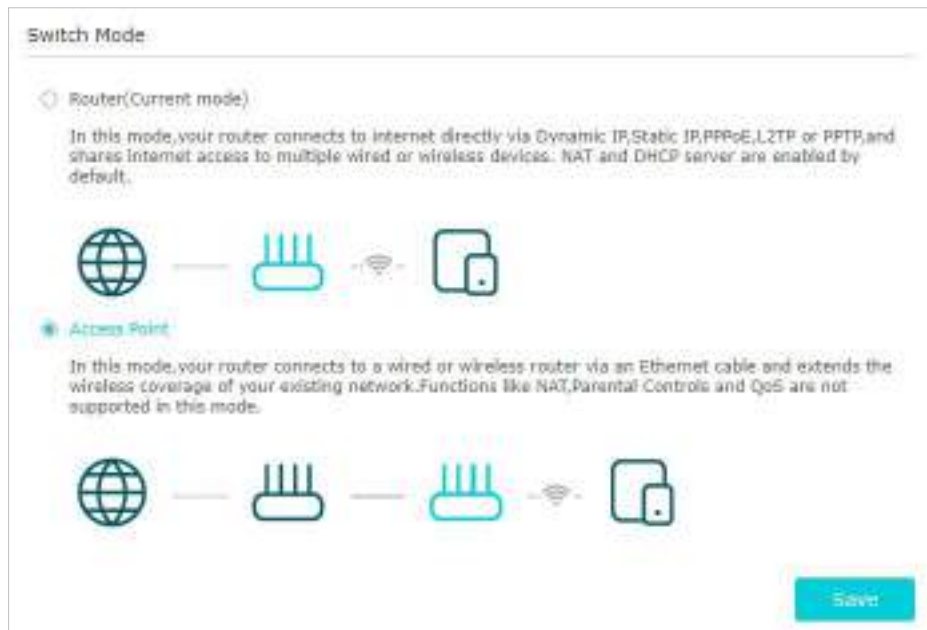 Switch Mode
Router(Current mode)
In this mode,your router connects to internet directly via Dynamic IP,Static IP,PPPoE,L2TP or PPTP,and
shares internet access to multiple wired or wireless devices. NAT and DHCP server are enabled by
default.
Access Point
In this mode,your router connects to a wired or wireless router via an Ethernet cable and extends the
wireless coverage of your existing network.Functions like NAT,Parental Controls and QoS are not
supported in this mode.
Save